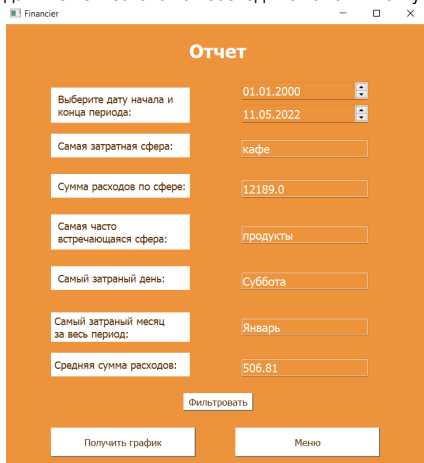 Financier
Отчет
Выберите дату начала и
конца периода:
01.01.2000
11.05.2022
Самая затратная сфера:
кафе
Сумма расходов по сфере:
12189.0
Самая часто
встречающаяся сфера:
продукты
Самый затраный день:
Суббота
Самый затраный месяц
за весь период:
Январь
Средняя сумма расходов:
506.81
Фильтровать
Получить график
Меню